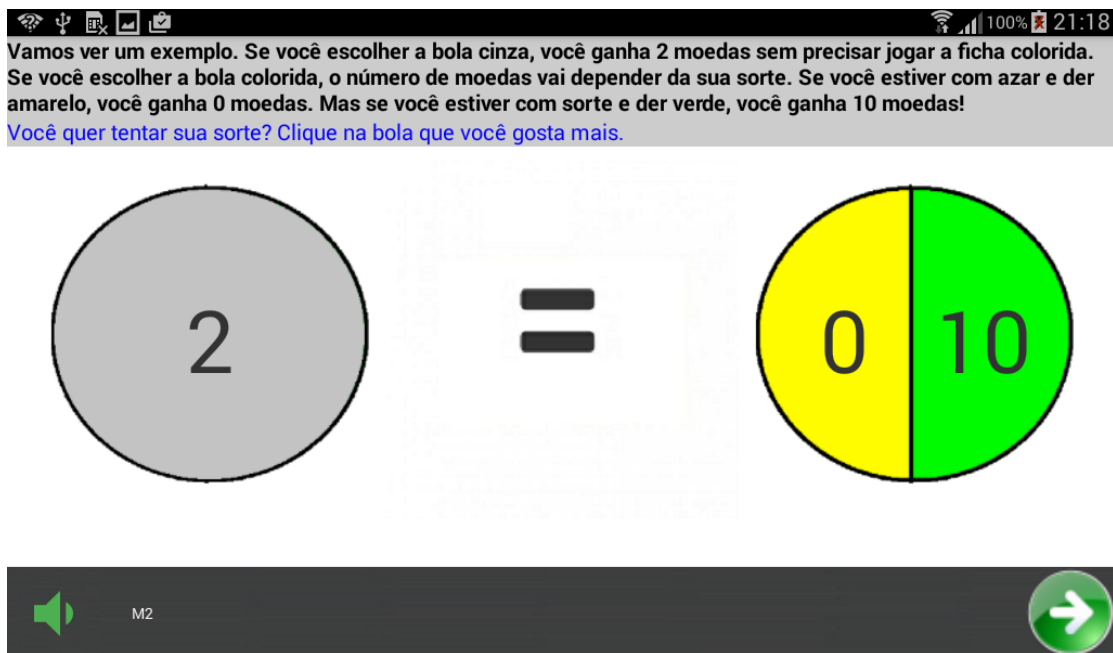 100% 21:18
Vamos ver um exemplo. Se você escolher a bola cinza, você ganha 2 moedas sem precisar jogar a ficha colorida.
Se você escolher a bola colorida, o número de moedas vai depender da sua sorte. Se você estiver com azar e der
amarelo, você ganha 0 moedas. Mas se você estiver com sorte e der verde, você ganha 10 moedas!
Você quer tentar sua sorte? Clique na bola que você gosta mais.
2 = 0 10
M2